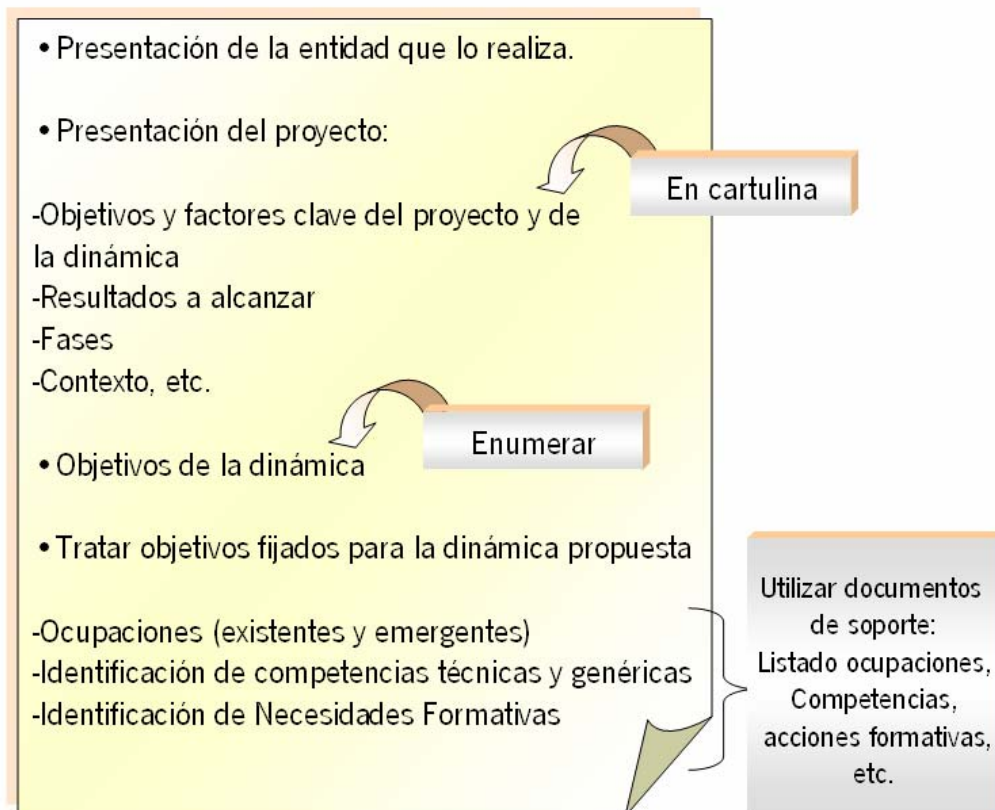 • Presentación de la entidad que lo realiza.
• Presentación del proyecto:
En cartulina
-Objetivos y factores clave del proyecto y de
la dinámica
-Resultados a alcanzar
-Fases
-Contexto, etc.
Enumerar
• Objetivos de la dinámica
• Tratar objetivos fijados para la dinámica propuesta
-Ocupaciones (existentes y emergentes)
-Identificación de competencias técnicas y genéricas
-Identificación de Necesidades Formativas
Utilizar documentos
de soporte:
Listado ocupaciones,
Competencias,
acciones formativas,
etc.